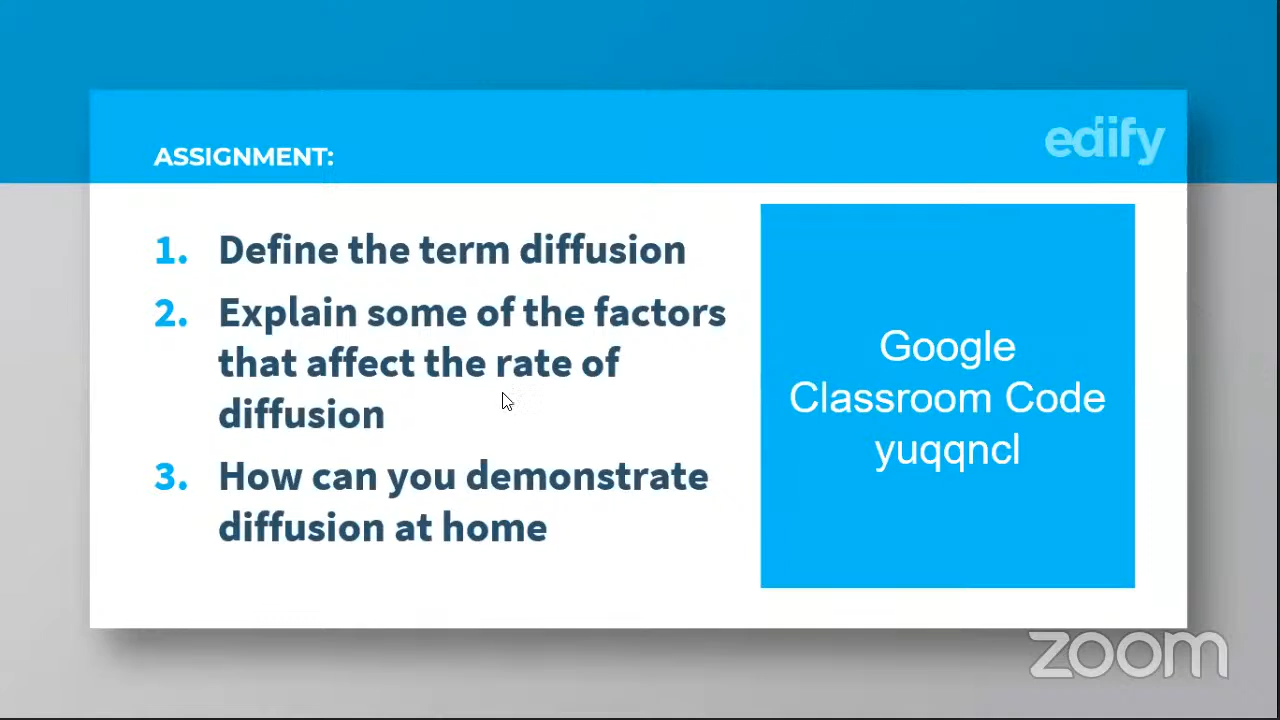 edify
ASSIGNMENT:
1. Define the term diffusion
2. Explain some of the factors
that affect the rate of
diffusion
3. How can you demonstrate
diffusion at home
Google
Classroom Code
yuqqncl
zoom